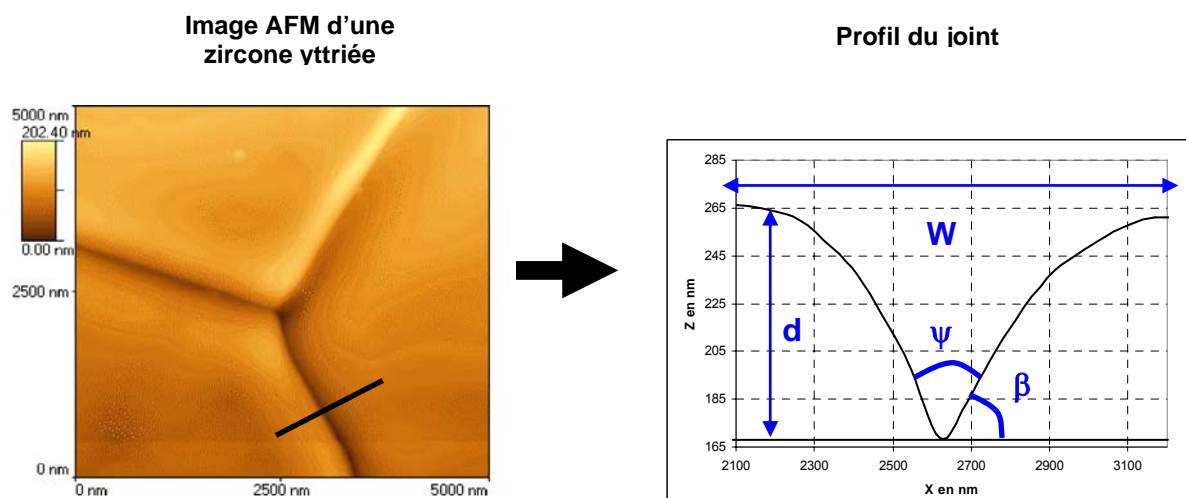 Image AFM d'une
zircone yttriée
Profil du joint
5000 nm
202.40 nm
0.00 nm
2500 nm
0 nm
0 nm
2500 nm
5000 nm
285
265
245
225
205
185
165
Z en nm
W
d
ψ
β
2100
2300
2500
2700
2900
3100
X en nm